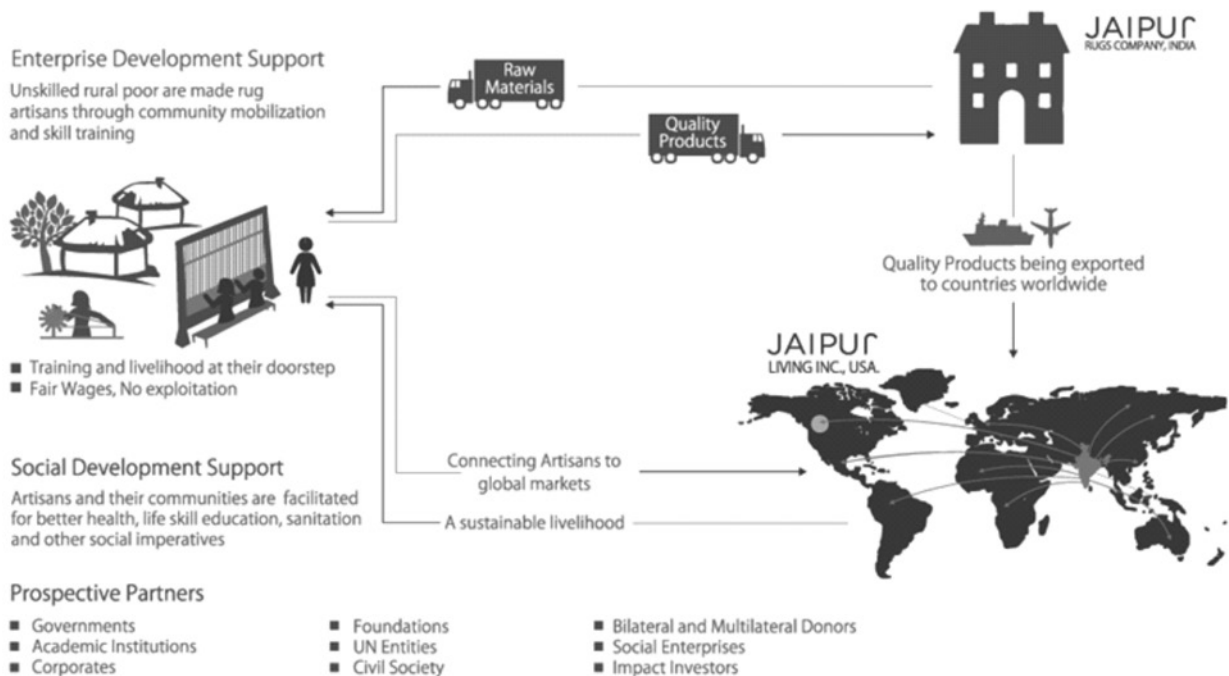 JAIPUR
RUGS COMPANY, INDIA
Enterprise Development Support
Unskilled rural poor are made rug
artisans through community mobilization
and skill training
Raw
Materials
Quality
Products
Quality Products being exported
to countries worldwide
Training and livelihood at their doorstep
Fair Wages, No exploitation
JAIPUR
LIVING INC., USA.
Social Development Support
Artisans and their communities are facilitated
for better health, life skill education, sanitation
and other social imperatives
Connecting Artisans to
global markets
A sustainable livelihood
Prospective Partners
Governments
Academic Institutions
Corporates
Foundations
UN Entities
Civil Society
Bilateral and Multilateral Donors
Social Enterprises
Impact Investors